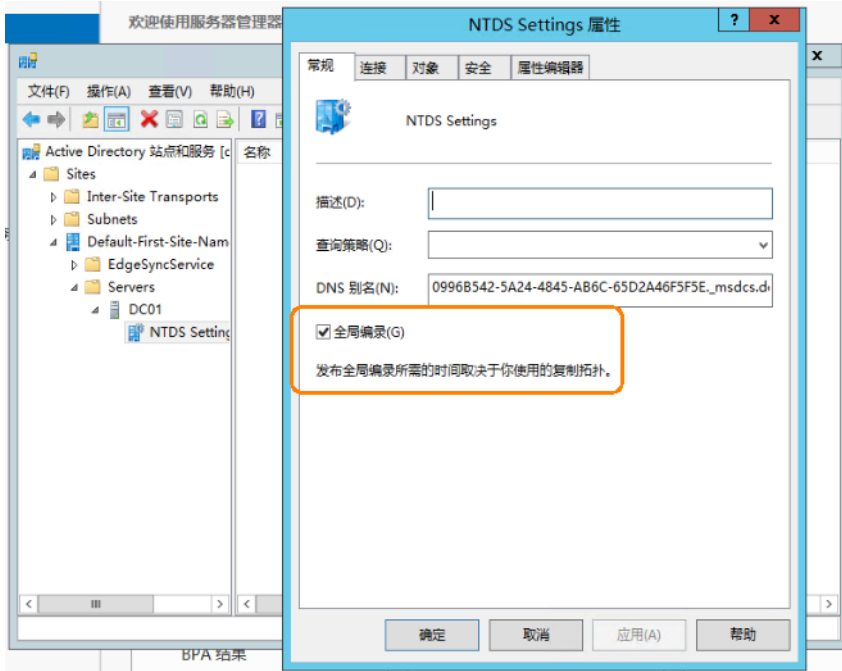 欢迎使用服务器管理器
NTDS Settings 属性
?
x
x
文件(F) 操作(A) 查看(V) 帮助(H)
Active Directory 站点和服务 [c
名称
Sites
Inter-Site Transports
Subnets
Default-First-Site-Nam
EdgeSyncService
Servers
DC01
NTDS Setting
常规 连接 对象 安全 属性编辑器
NTDS Settings
描述(D):
查询策略(Q):
DNS 别名(N): 0996B542-5A24-4845-AB6C-65D2A46F5F5E._msdcs.d
全局编录(G)
发布全局编录所需的时间取决于你使用的复制拓扑。
确定 取消 应用(A) 帮助
BPA 结果